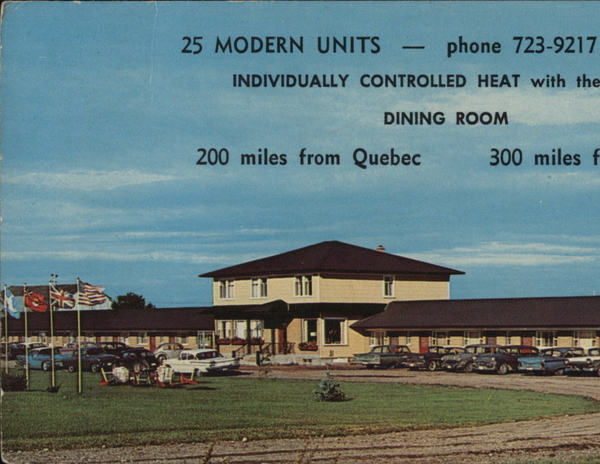 25 MODERN UNITS — phone 723-9217
INDIVIDUALLY CONTROLLED HEAT with the
DINING ROOM
200 miles from Quebec 300 miles f